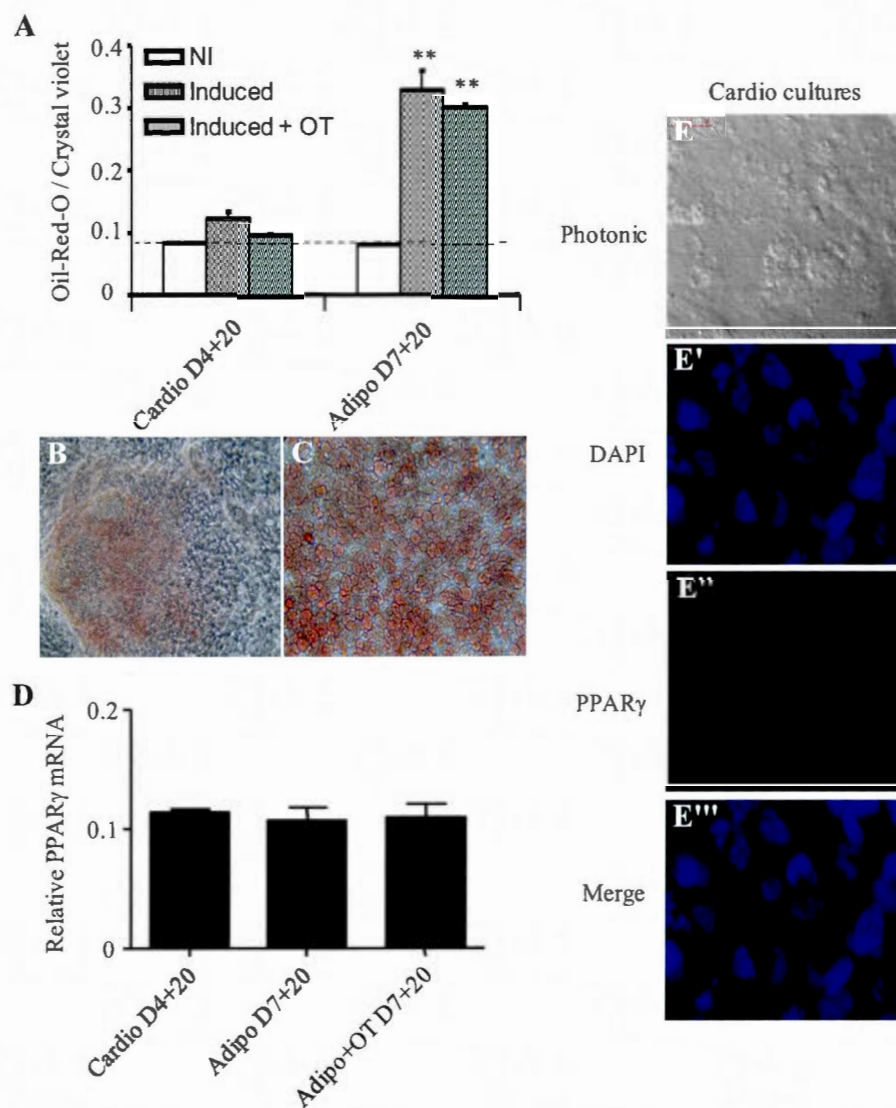 A
Oil-Red-O / Crystal violet
0.4
0.3
0.2
0.1
0
NI
Induced
Induced + OT
**
**
Cardio D4+20
Adipo D7+20
B
C
D
Relative PPARγ mRNA
0.2
0.1
0
Cardio D4+20
Adipo D7+20
Adipo+OT D7+20
Cardio cultures
Photonic
E
DAPI
E'
PPARγ
E''
Merge
E'''